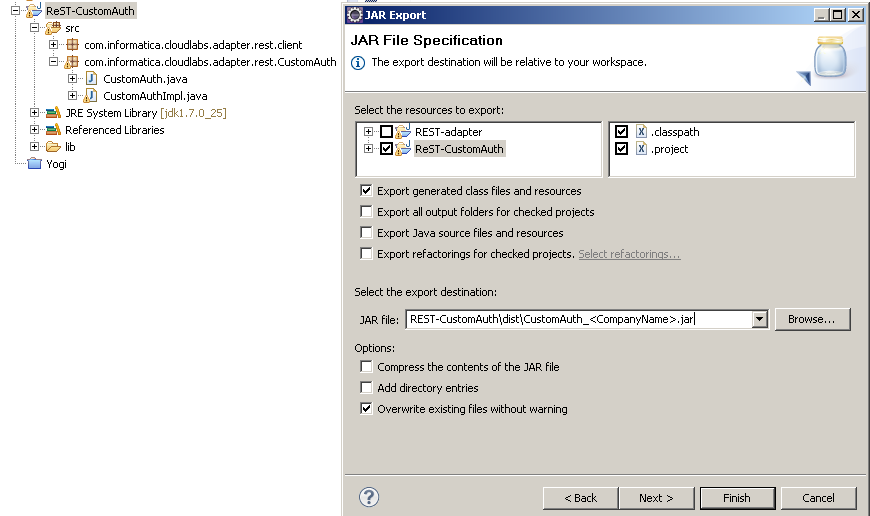 ReST-CustomAuth
src
com.informatica.cloudlabs.adapter.rest.client
com.informatica.cloudlabs.adapter.rest.CustomAuth
CustomAuth.java
CustomAuthImpl.java
JRE System Library [jdk1.7.0_25]
Referenced Libraries
lib
Yogi
JAR Export
JAR File Specification
The export destination will be relative to your workspace.
Select the resources to export:
REST-adapter
ReST-CustomAuth
.classpath
.project
Export generated class files and resources
Export all output folders for checked projects
Export Java source files and resources
Export refactorings for checked projects. Select refactorings...
Select the export destination:
JAR file: REST-CustomAuth\dist\CustomAuth_<CompanyName>.jar Browse...
Options:
Compress the contents of the JAR file
Add directory entries
Overwrite existing files without warning
? < Back Next > Finish Cancel